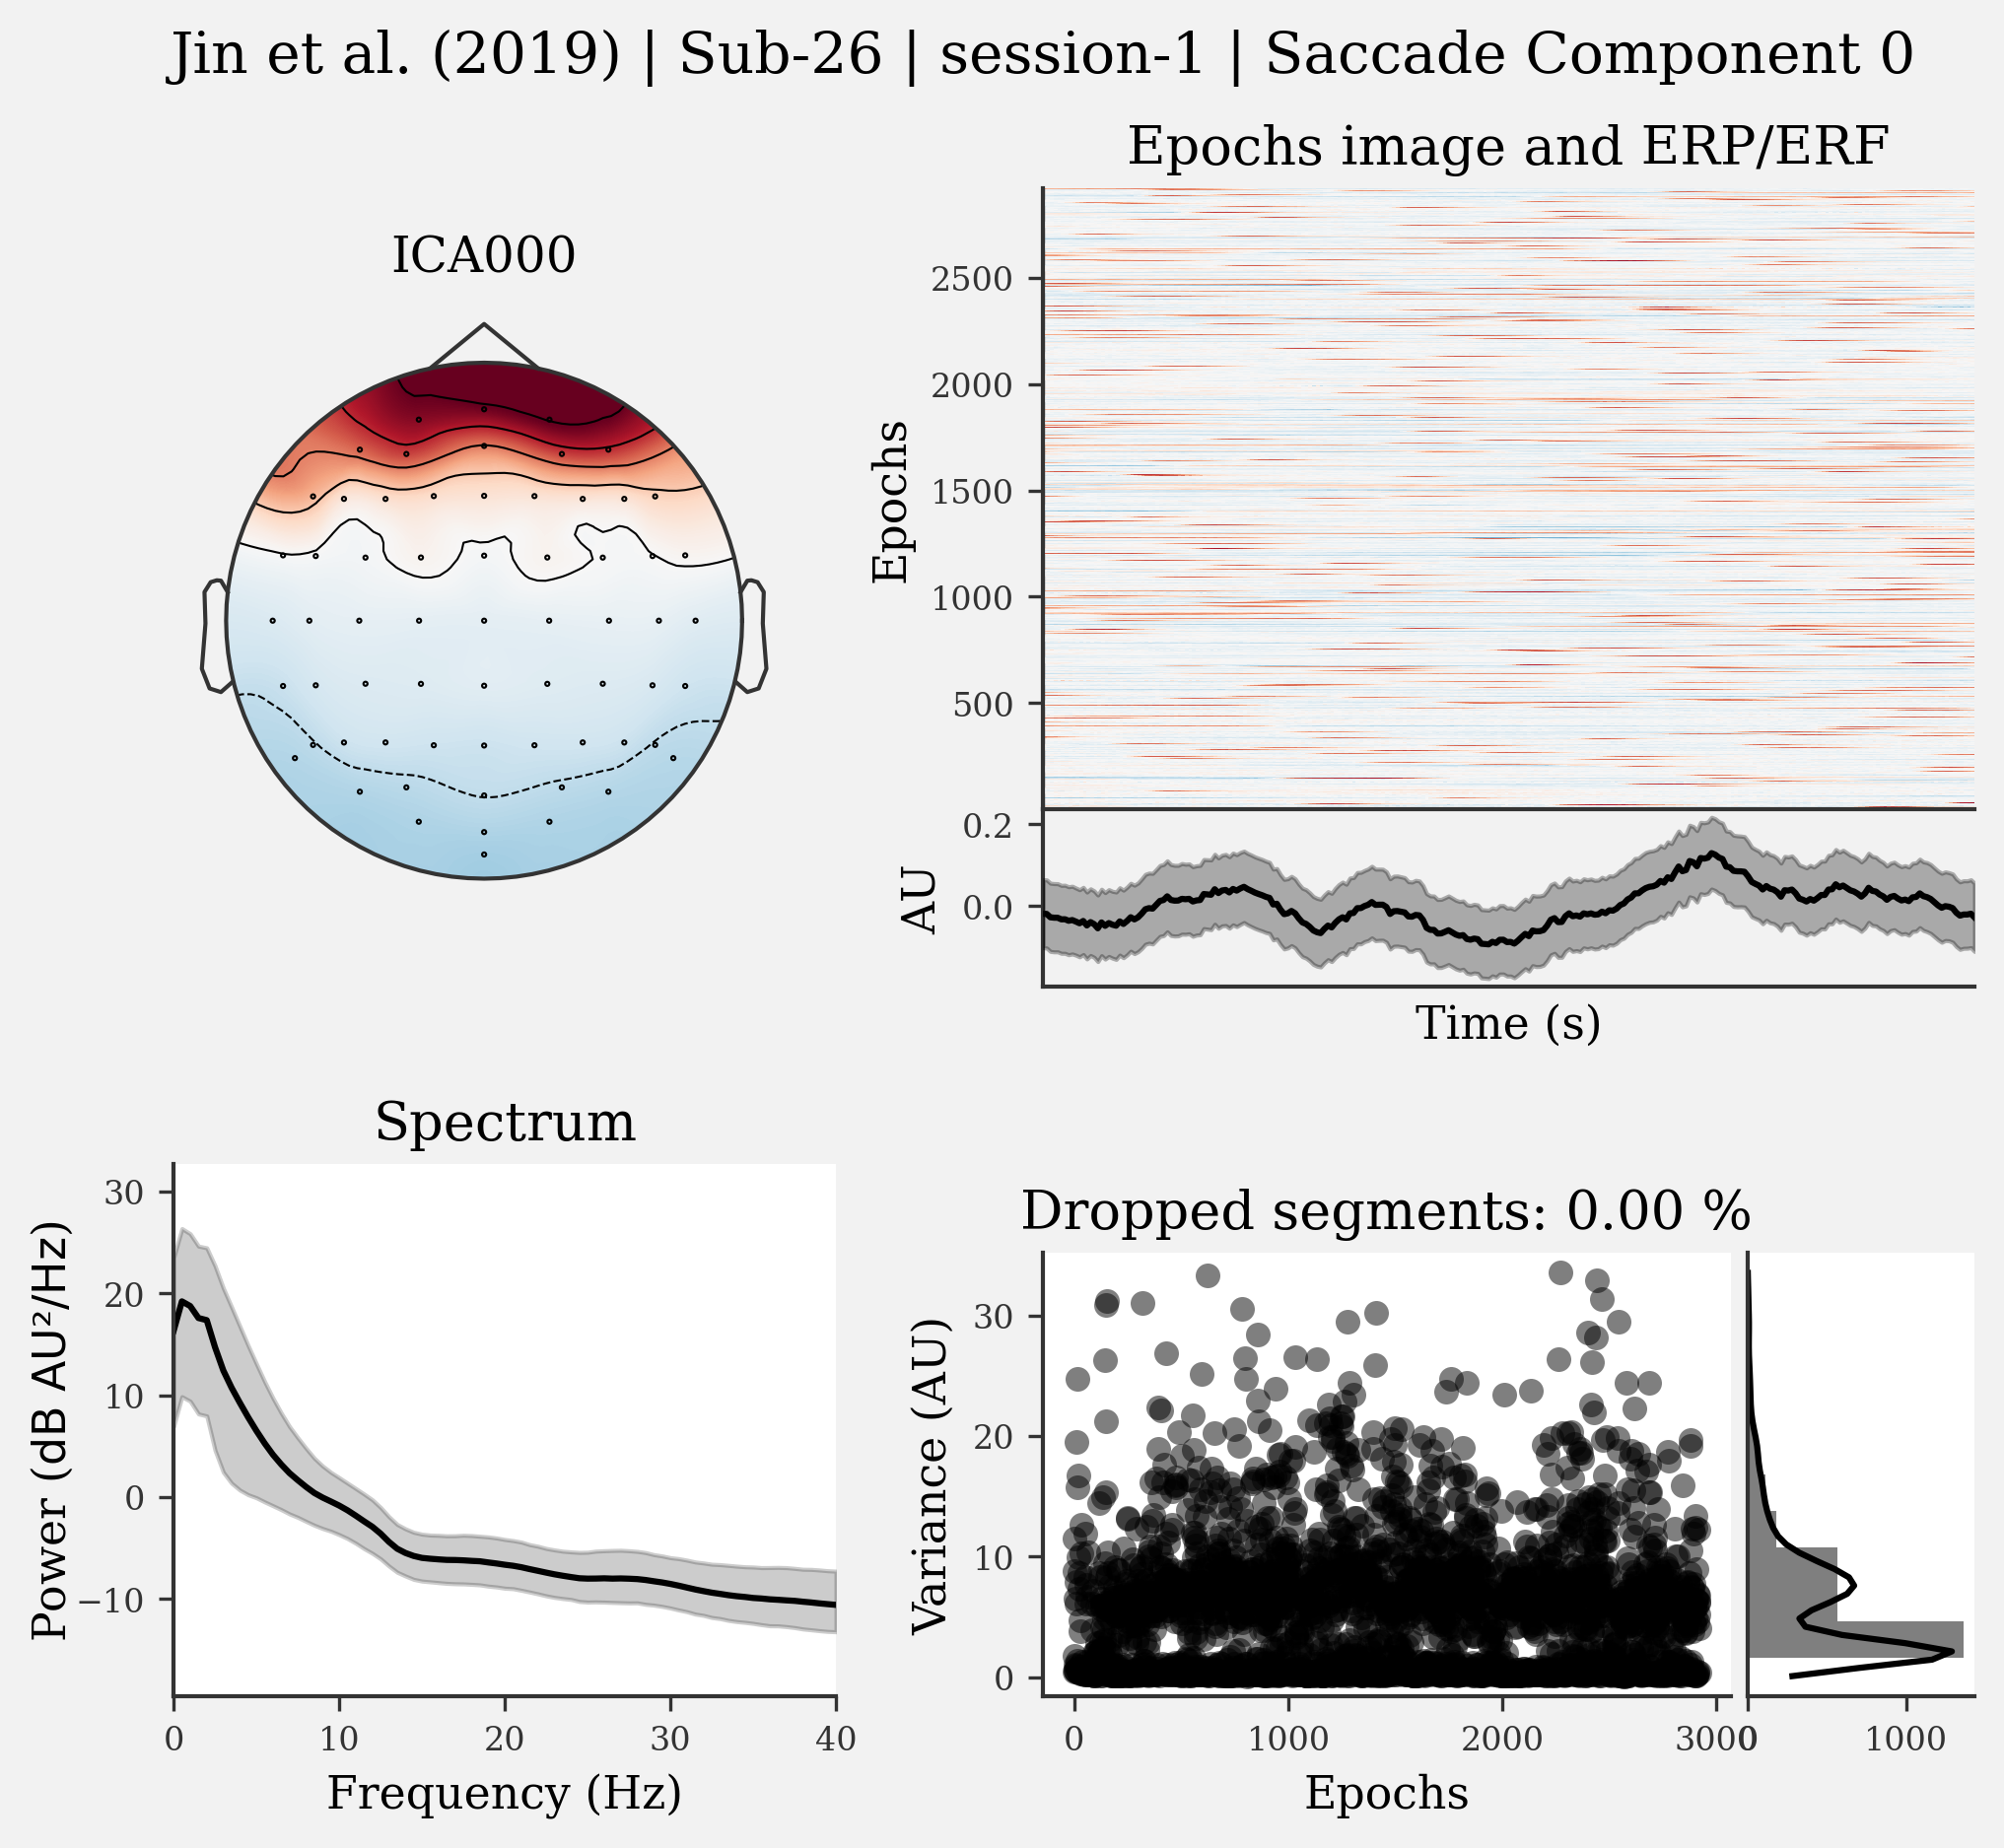 Jin et al. (2019) | Sub-26 | session-1 | Saccade Component 0
ICA000
Epochs image and ERP/ERF
Epochs
2500
2000
1500
1000
500
AU
0.2
0.0
Time (s)
Spectrum
Power (dB AU²/Hz)
30
20
10
0
−10
0 10 20 30 40
Frequency (Hz)
Dropped segments: 0.00 %
Variance (AU)
30
20
10
0
0 1000 2000 3000
Epochs
0 1000